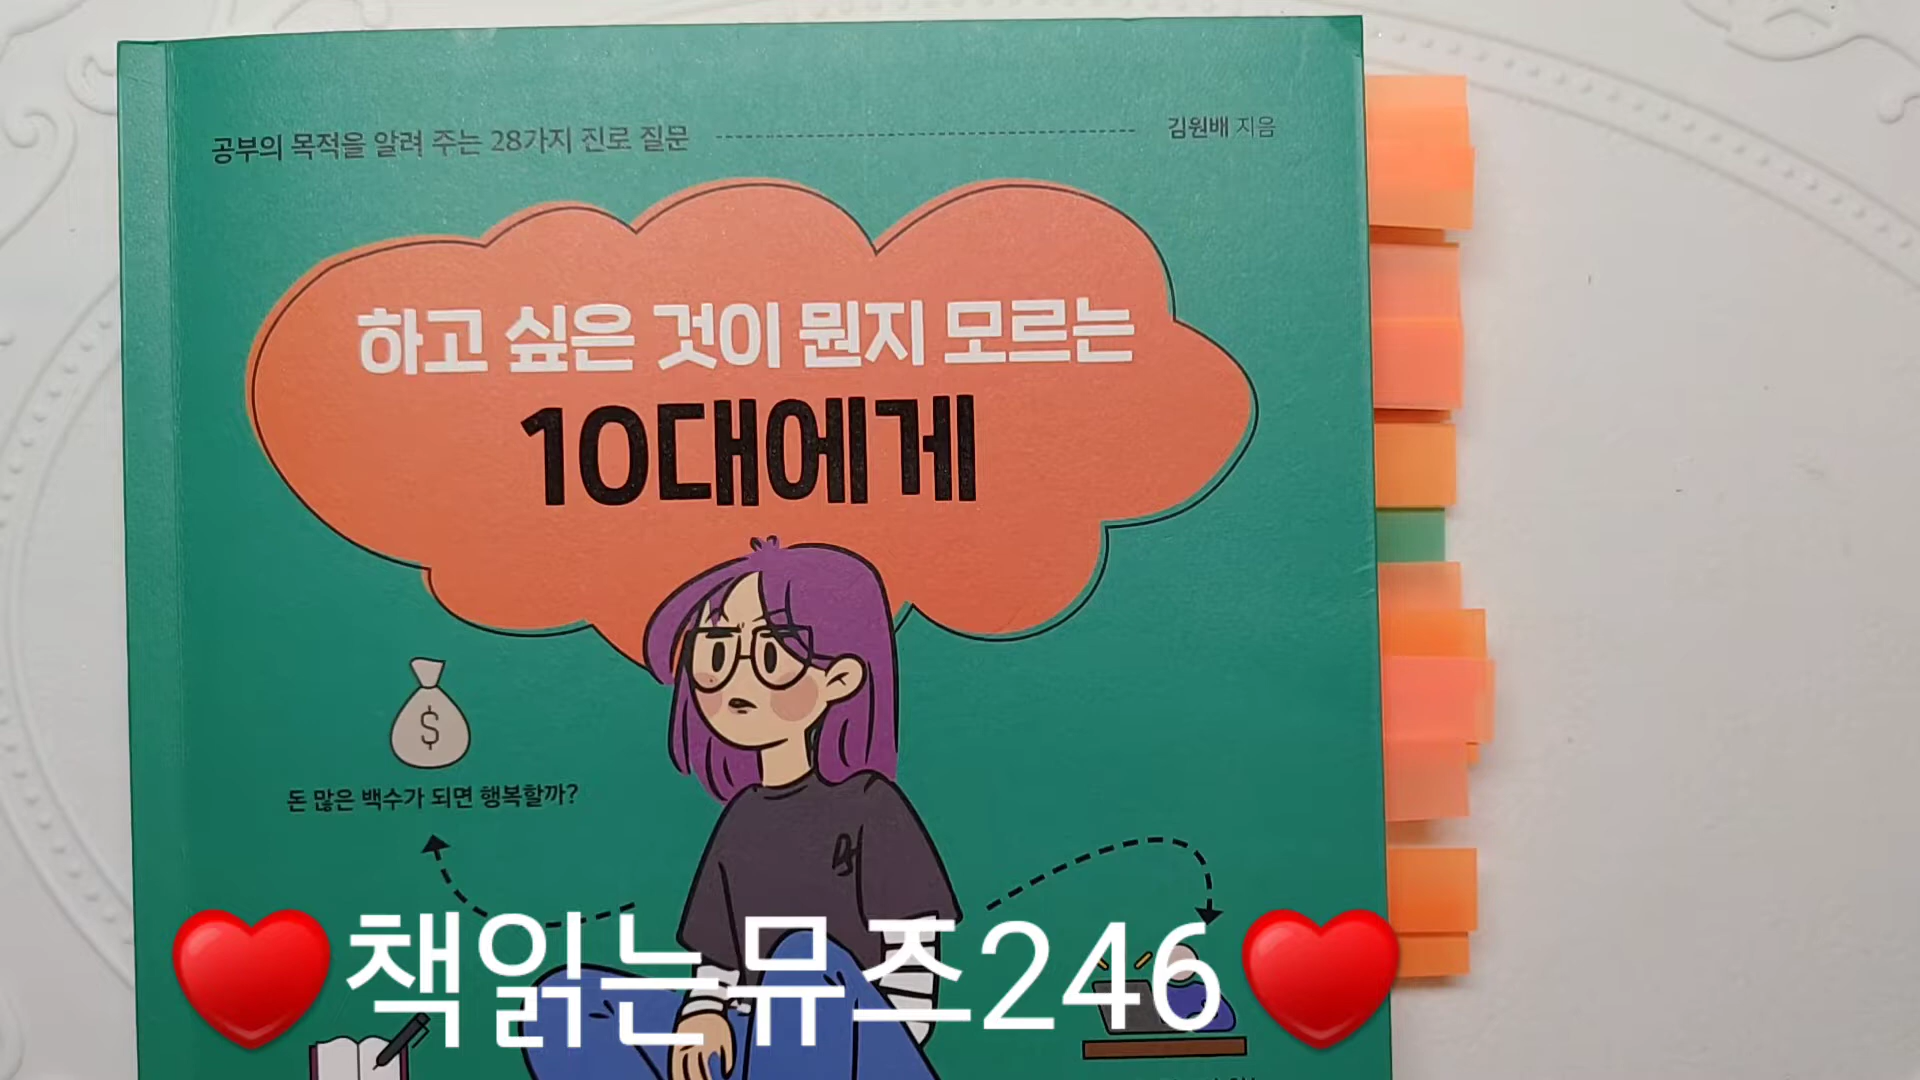 공부의 목적을 알려 주는 28가지 진로 질문
김원배 지음
하고 싶은 것이 뭔지 모르는
10대에게
$
돈 많은 백수가 되면 행복할까?
❤책읽는뮤즈246❤